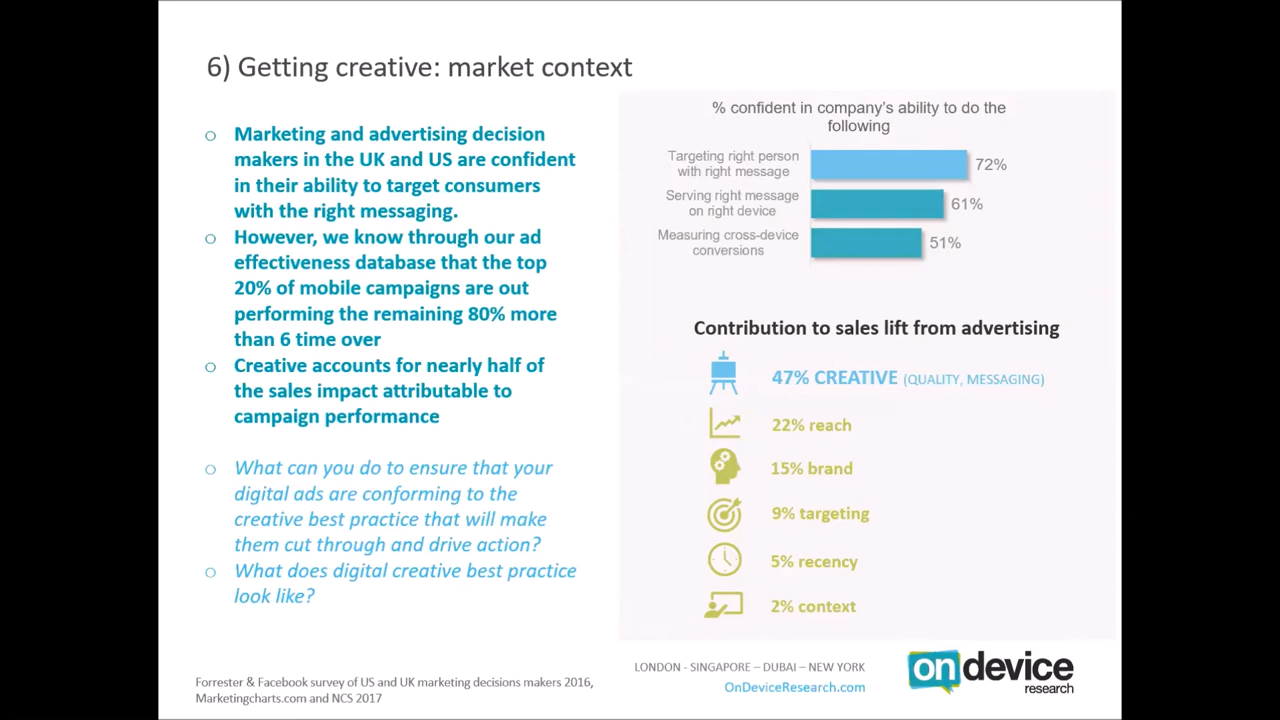 6) Getting creative: market context
o Marketing and advertising decision
makers in the UK and US are confident
in their ability to target consumers
with the right messaging.
o However, we know through our ad
effectiveness database that the top
20% of mobile campaigns are out
performing the remaining 80% more
than 6 time over
o Creative accounts for nearly half of
the sales impact attributable to
campaign performance
o What can you do to ensure that your
digital ads are conforming to the
creative best practice that will make
them cut through and drive action?
o What does digital creative best practice
look like?
% confident in company's ability to do the
following
Targeting right person
with right message
72%
Serving right message
on right device
61%
Measuring cross-device
conversions
51%
Contribution to sales lift from advertising
47% CREATIVE (QUALITY, MESSAGING)
22% reach
15% brand
9% targeting
5% recency
2% context
Forrester & Facebook survey of US and UK marketing decisions makers 2016,
Marketingcharts.com and NCS 2017
LONDON - SINGAPORE – DUBAI – NEW YORK
OnDeviceResearch.com
on device
research